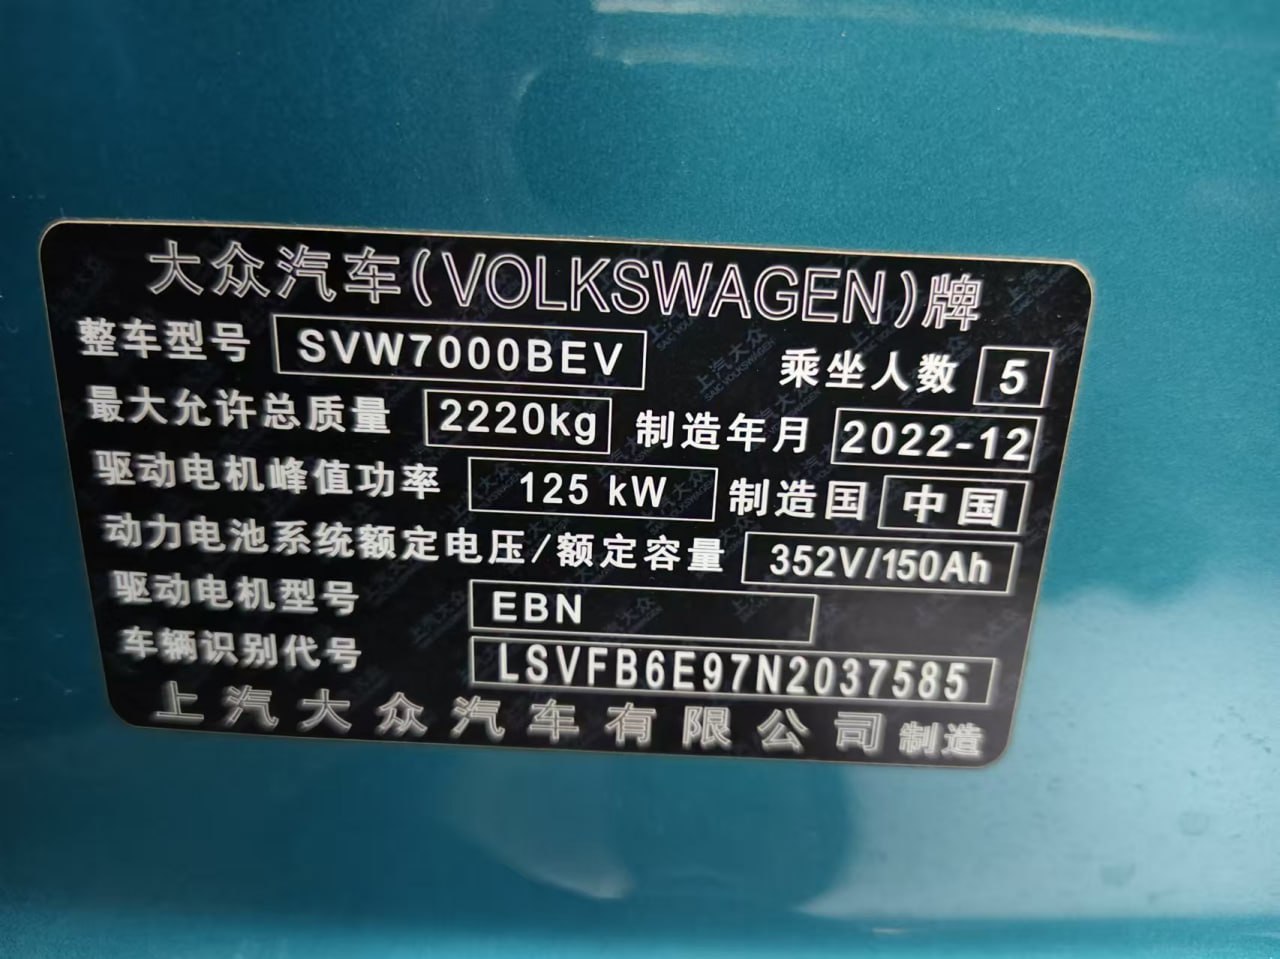 大众汽车(VOLKSWAGEN)牌
整车型号 SVW7000BEV 乘坐人数 5
最大允许总质量 2220kg 制造年月 2022-12
驱动电机峰值功率 125 kW 制造国 中国
动力电池系统额定电压/额定容量 352V/150Ah
驱动电机型号 EBN
车辆识别代号 LSVFB6E97N2037585
上汽大众汽车有限公司 制造